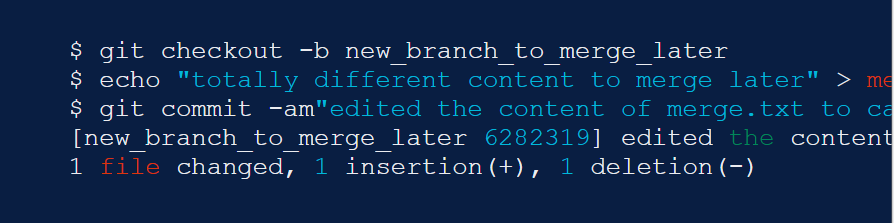 $ git checkout -b new_branch_to_merge_later
$ echo "totally different content to merge later" > me
$ git commit -am"edited the content of merge.txt to ca
[new_branch_to_merge_later 6282319] edited the content
1 file changed, 1 insertion(+), 1 deletion(-)